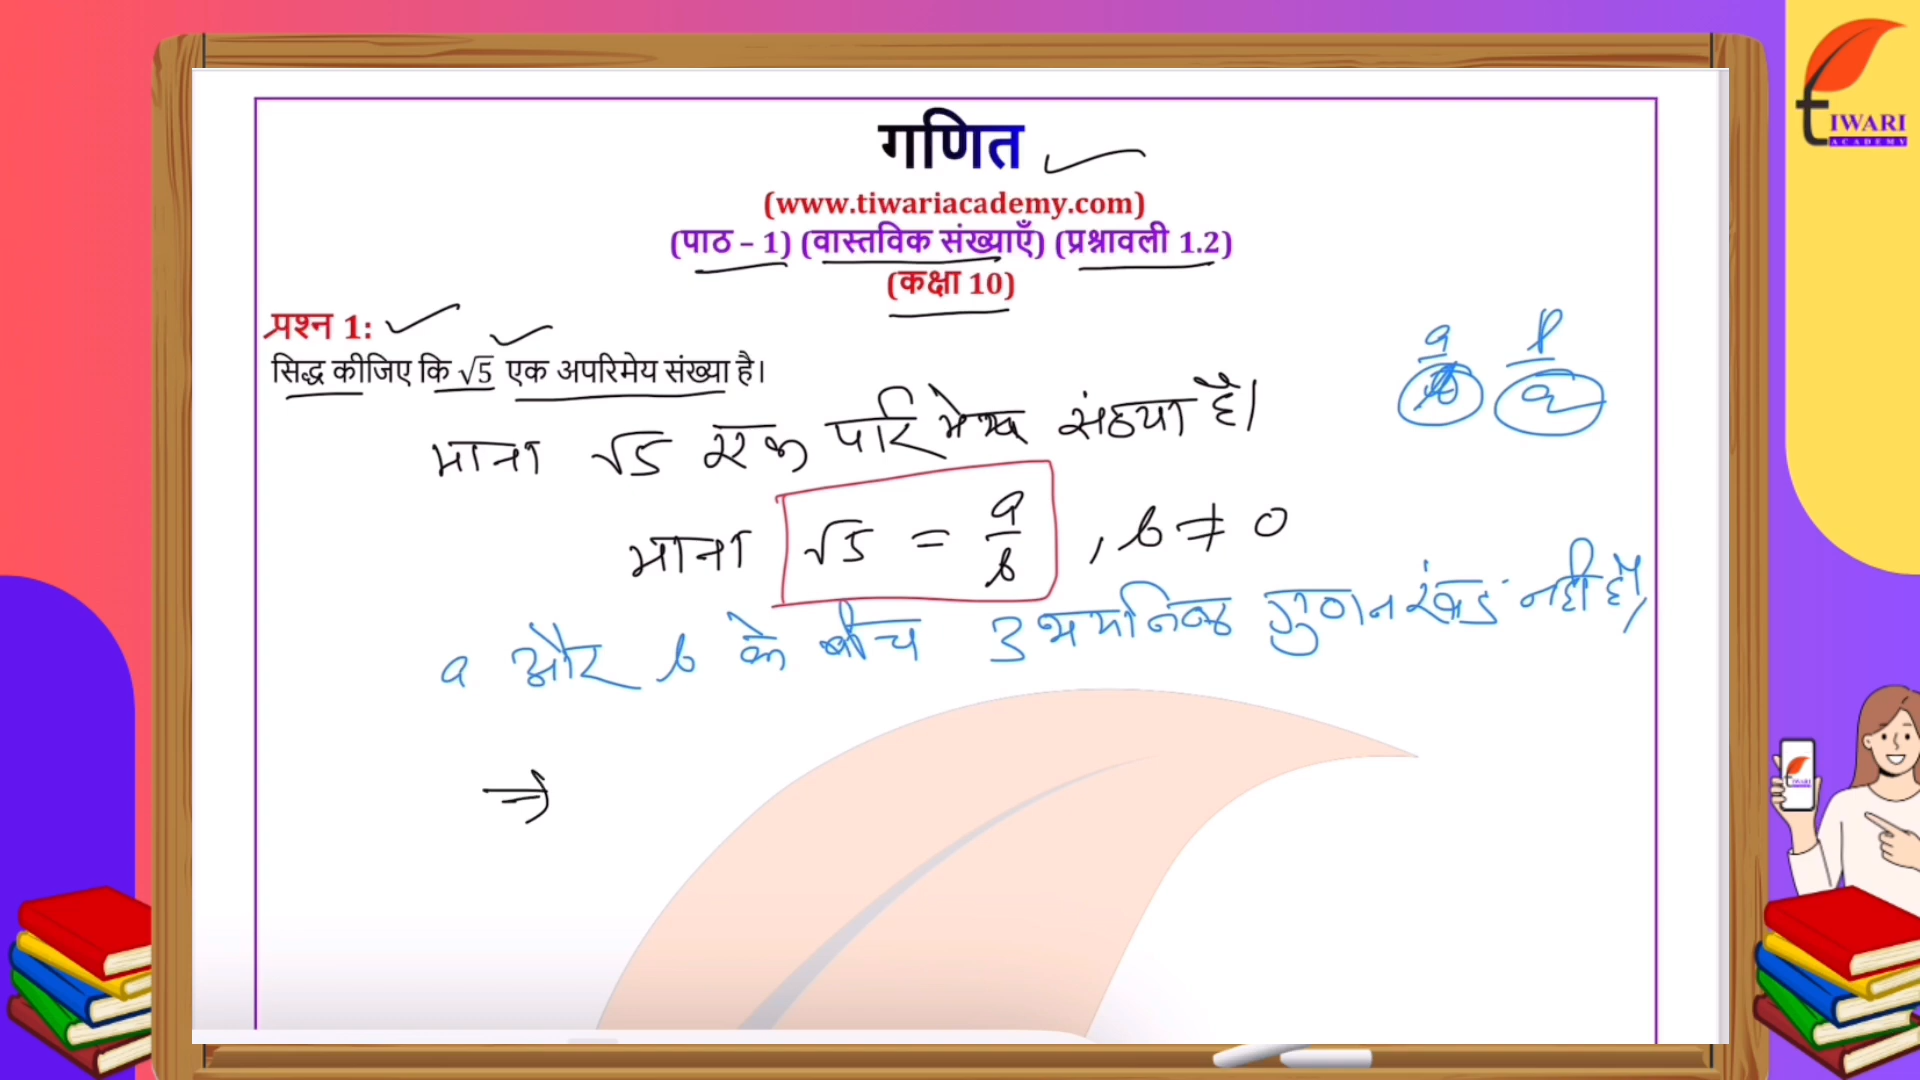 गणित
(www.tiwariacademy.com)
(पाठ – 1) (वास्तविक संख्याएँ) (प्रश्नावली 1.2)
(कक्षा 10)
प्रश्न 1:
सिद्ध कीजिए कि √5 एक अपरिमेय संख्या है।
माना √5 एक परिमेय संख्या है।
माना √5 = a/b , b ≠ 0
a और b के बीच उभयनिष्ठ गुणनखंड नहीं है।
⇒
a/b p/q
TIWARI
ACADEMY